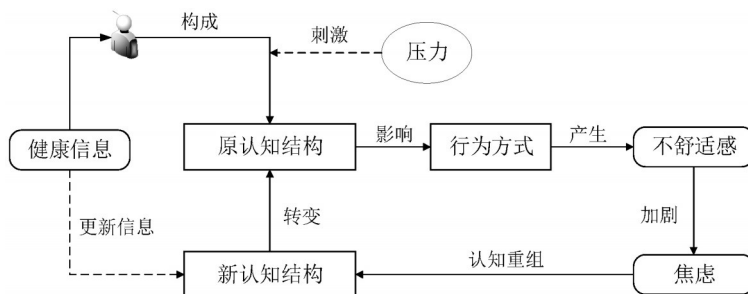 构成
刺激
压力
健康信息
原认知结构
影响
行为方式
产生
不舒适感
更新信息
转变
加剧
新认知结构
认知重组
焦虑